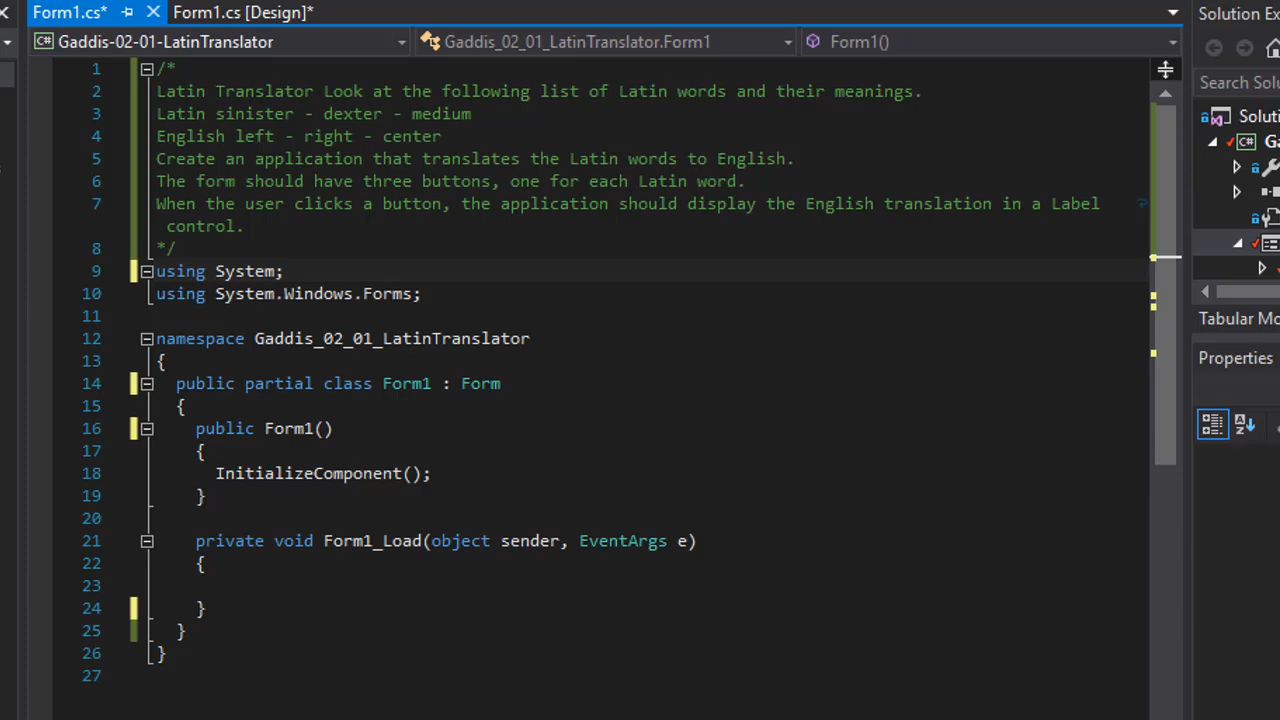 Form1.cs* Form1.cs [Design]* Solution Ex
Gaddis-02-01-LatinTranslator Gaddis_02_01_LatinTranslator.Form1 Form1()
Search Solu
Soluti
Ga
1 /*
2 Latin Translator Look at the following list of Latin words and their meanings.
3 Latin sinister - dexter - medium
4 English left - right - center
5 Create an application that translates the Latin words to English.
6 The form should have three buttons, one for each Latin word.
7 When the user clicks a button, the application should display the English translation in a Label
control.
8 */
9 using System;
10 using System.Windows.Forms;
11
12 namespace Gaddis_02_01_LatinTranslator
13 {
14 public partial class Form1 : Form
15 {
16 public Form1()
17 {
18 InitializeComponent();
19 }
20
21 private void Form1_Load(object sender, EventArgs e)
22 {
23
24 }
25 }
26 }
27
Tabular Mo
Properties